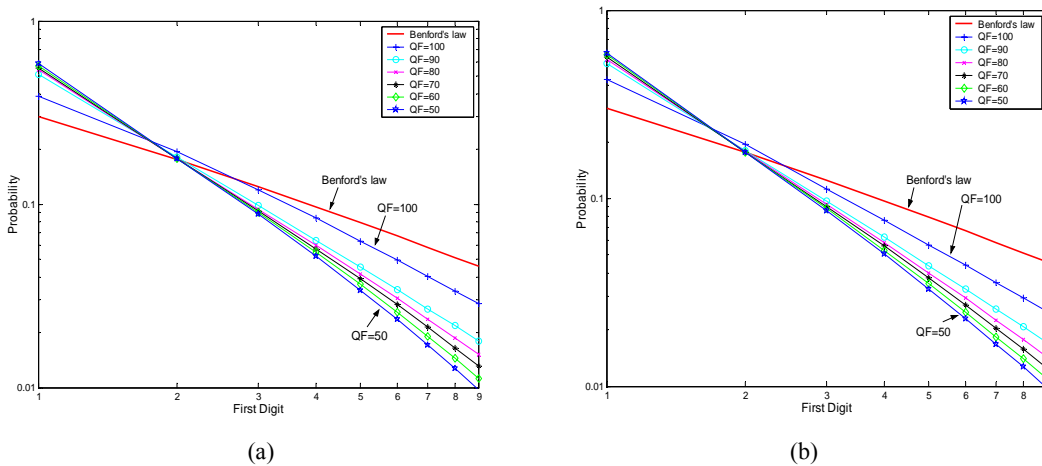 1
Benford's law
QF=100
QF=90
QF=80
QF=70
QF=60
QF=50
Probability
0.1
0.01
Benford's law
QF=100
QF=50
1 2 3 4 5 6 7 8 9
First Digit
(a)
1
Benford's law
QF=100
QF=90
QF=80
QF=70
QF=60
QF=50
Probability
0.1
0.01
Benford's law
QF=100
QF=50
1 2 3 4 5 6 7 8
First Digit
(b)